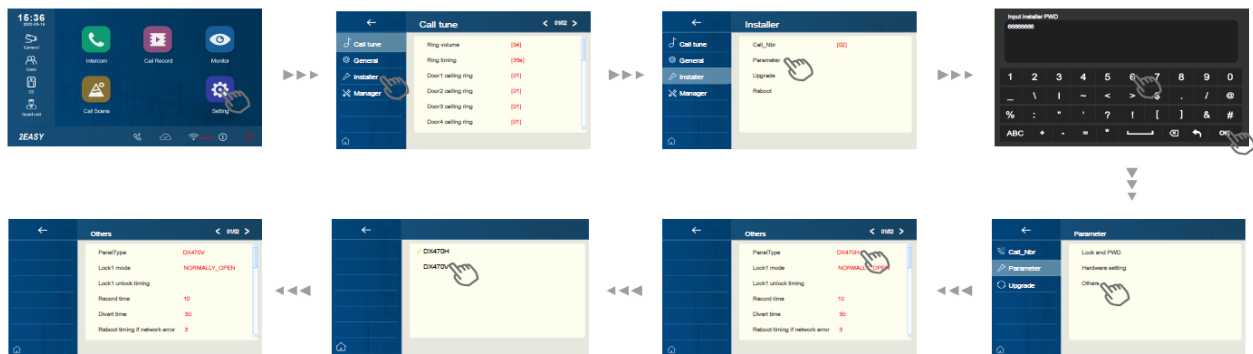 15:36
Intercom
Call Record
Monitor
Call Scene
Setting
2EASY
Call tune
01/02
Call tune
General
Installer
Manager
Ring volume [04]
Ring timing
Door1 calling ring [01]
Door2 calling ring [01]
Door3 calling ring [01]
Door4 calling ring [01]
Installer
Call tune
General
Installer
Manager
Call_Nbr [02]
Parameter
Upgrade
Reboot
Input installer PWD
1 2 3 4 5 6 7 8 9 0
_ \ | ~ < > $ . / @
% : " ' ? ! [ ] & #
ABC + - = * OK
Others
01/02
PanelType DX470V
Lock1 mode NORMALLY_OPEN
Lock1 unlock timing
Record time 10
Divert time 30
Reboot timing if network error 3
DX470H
DX470V
Others
01/02
PanelType DX470H
Lock1 mode NORMALLY_OPEN
Lock1 unlock timing
Record time 10
Divert time 30
Reboot timing if network error 3
Parameter
Call_Nbr
Parameter
Upgrade
Lock and PWD
Hardware setting
Others